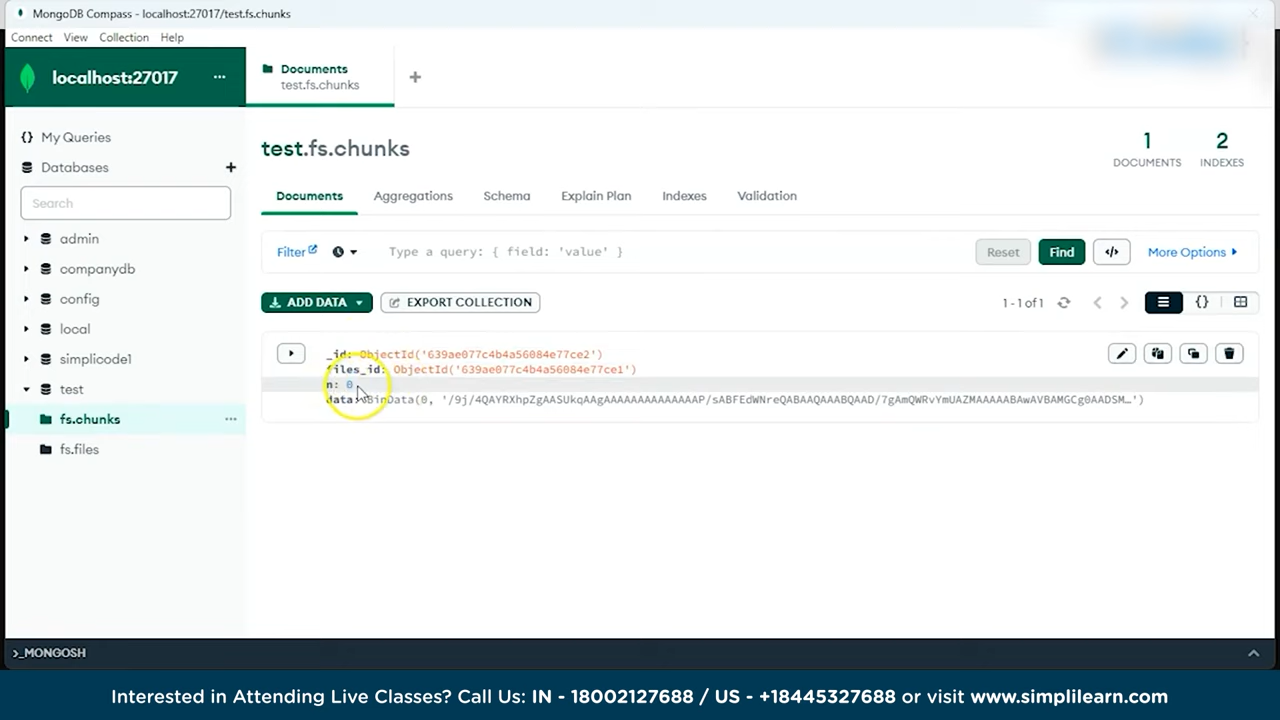 MongoDB Compass - localhost:27017/test.fs.chunks
Connect View Collection Help
localhost:27017 ...
Documents
test.fs.chunks
+
{} My Queries
Databases +
Search
admin
companydb
config
local
simplicode1
test
fs.chunks ...
fs.files
test.fs.chunks
1
DOCUMENTS
2
INDEXES
Documents Aggregations Schema Explain Plan Indexes Validation
Filter Type a query: { field: 'value' } Reset Find </> More Options
ADD DATA EXPORT COLLECTION 1 - 1 of 1 {}
_id: ObjectId('639ae077c4b4a56084e77ce2')
files_id: ObjectId('639ae077c4b4a56084e77ce1')
n: 0
data: BinData(0, '/9j/4QAYRXhpZgAASUkqAAgAAAAAAAAAAAAAAP/sABFEdWNreQABAAQAAABQAAD/7gAmQWRvYmUAZMAAAAABAwAVBAMGCg0AADSM…')
>_MONGOSH
Interested in Attending Live Classes? Call Us: IN - 18002127688 / US - +18445327688 or visit www.simplilearn.com